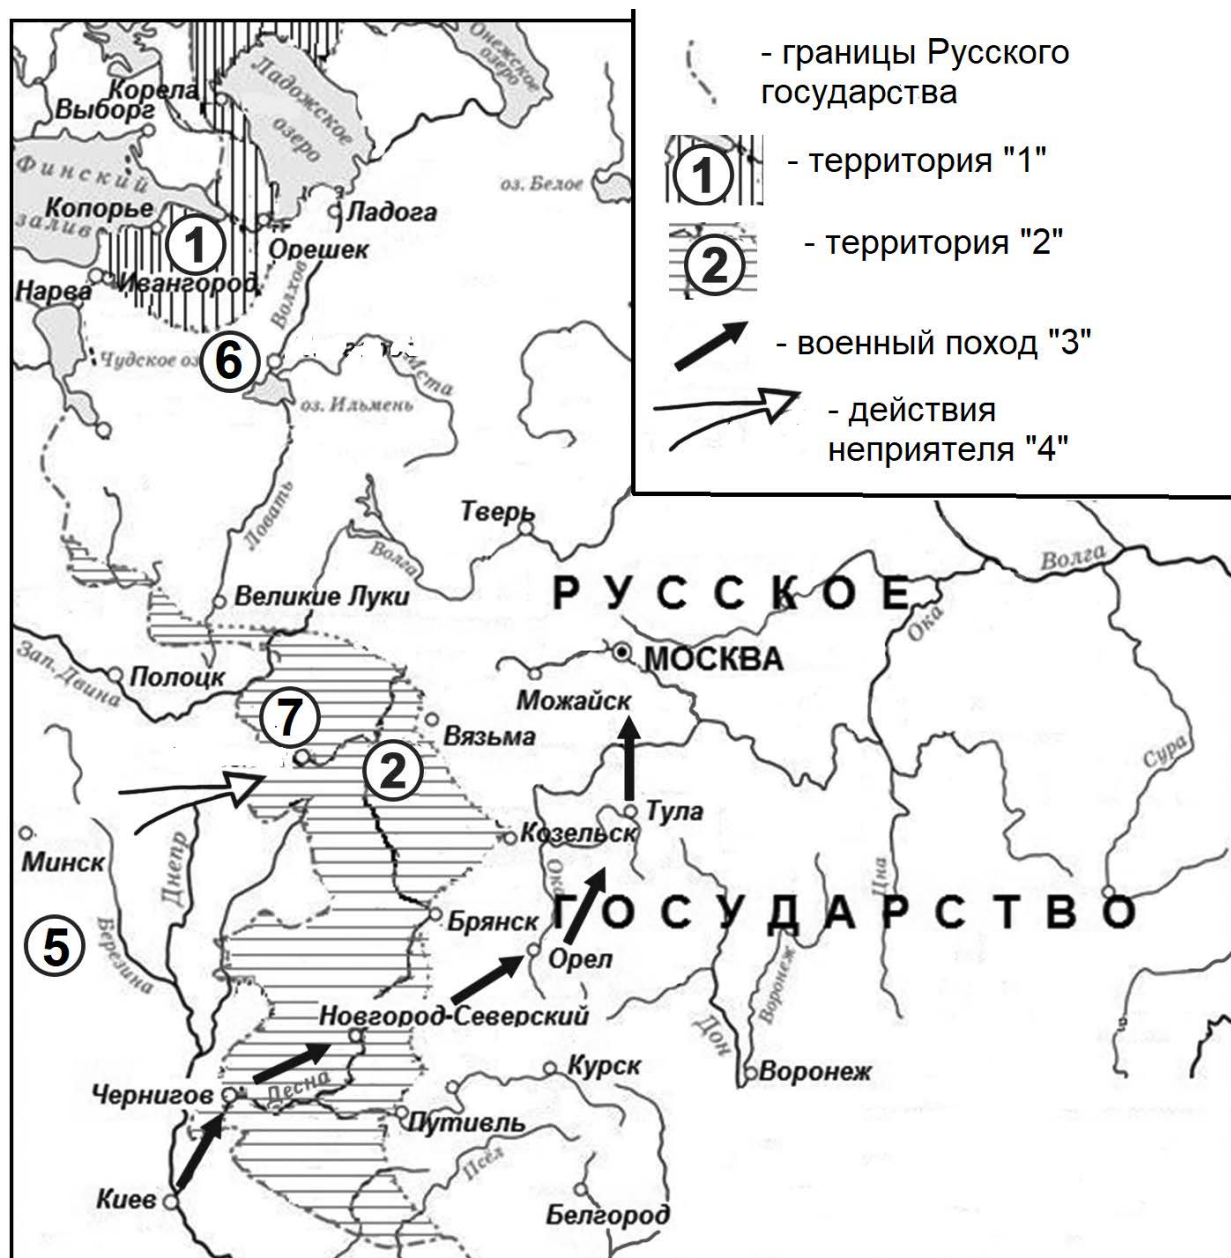 - границы Русского
государства
1
- территория "1"
2
- территория "2"
- военный поход "3"
- действия
неприятеля "4"
Онежское
озеро
Ладожское
озеро
Корела
Выборг
Финский
залив
оз. Белое
Копорье
Ладога
1
Орешек
Нарва
Ивангород
Волхов
Чудское оз
6
Мста
оз. Ильмень
Ловать
Тверь
Волга
Волга
Великие Луки
РУССКОЕ
Ока
Зап. Двина
Полоцк
МОСКВА
Можайск
7
Вязьма
2
Сура
Тула
Козельск
Минск
Днепр
Ока
Цна
ГОСУДАРСТВО
Брянск
5
Березина
Орел
Воронеж
Новгород-Северский
Дон
Курск
Воронеж
Чернигов
Десна
Путивль
Псёл
Киев
Белгород